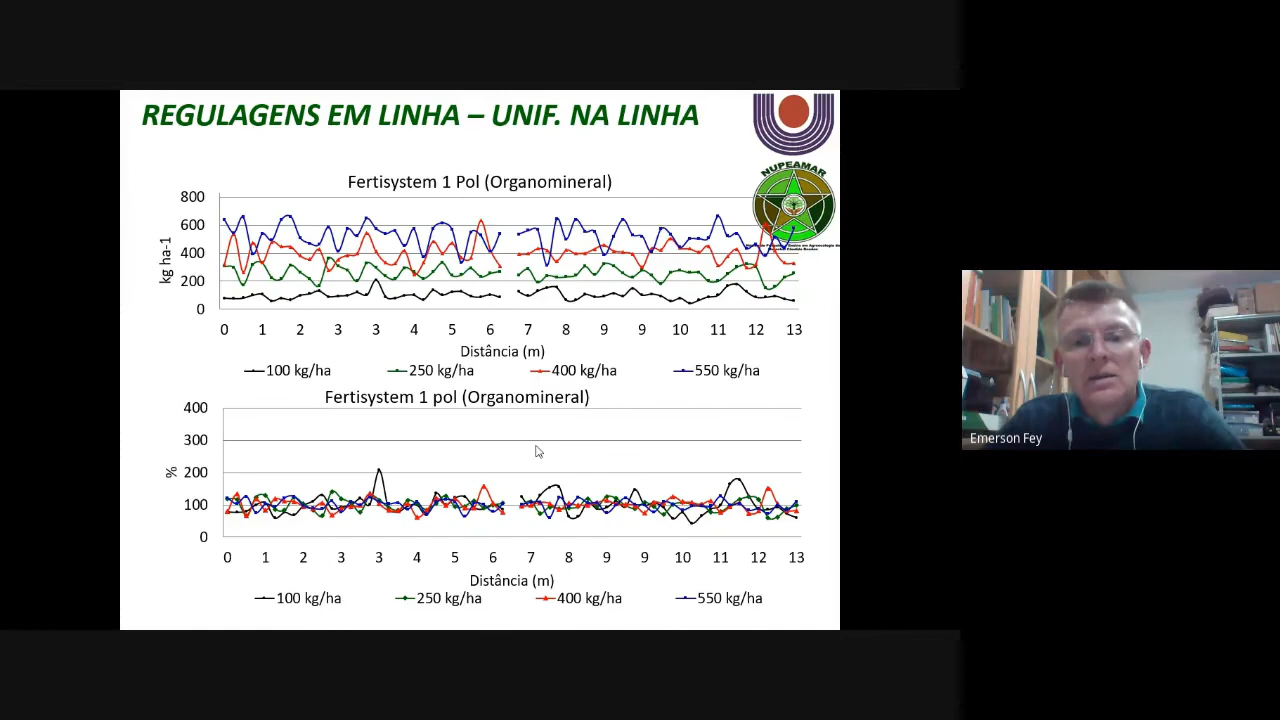 REGULAGENS EM LINHA – UNIF. NA LINHA
NUPEAMAR
Fertisystem 1 Pol (Organomineral)
800
600
400
200
0
kg ha-1
0 1 2 3 3 4 5 6 7 8 9 9 10 11 12 13
Distância (m)
100 kg/ha 250 kg/ha 400 kg/ha 550 kg/ha
Fertisystem 1 pol (Organomineral)
400
300
200
100
0
%
0 1 2 3 3 4 5 6 7 8 9 9 10 11 12 13
Distância (m)
100 kg/ha 250 kg/ha 400 kg/ha 550 kg/ha
Emerson Fey